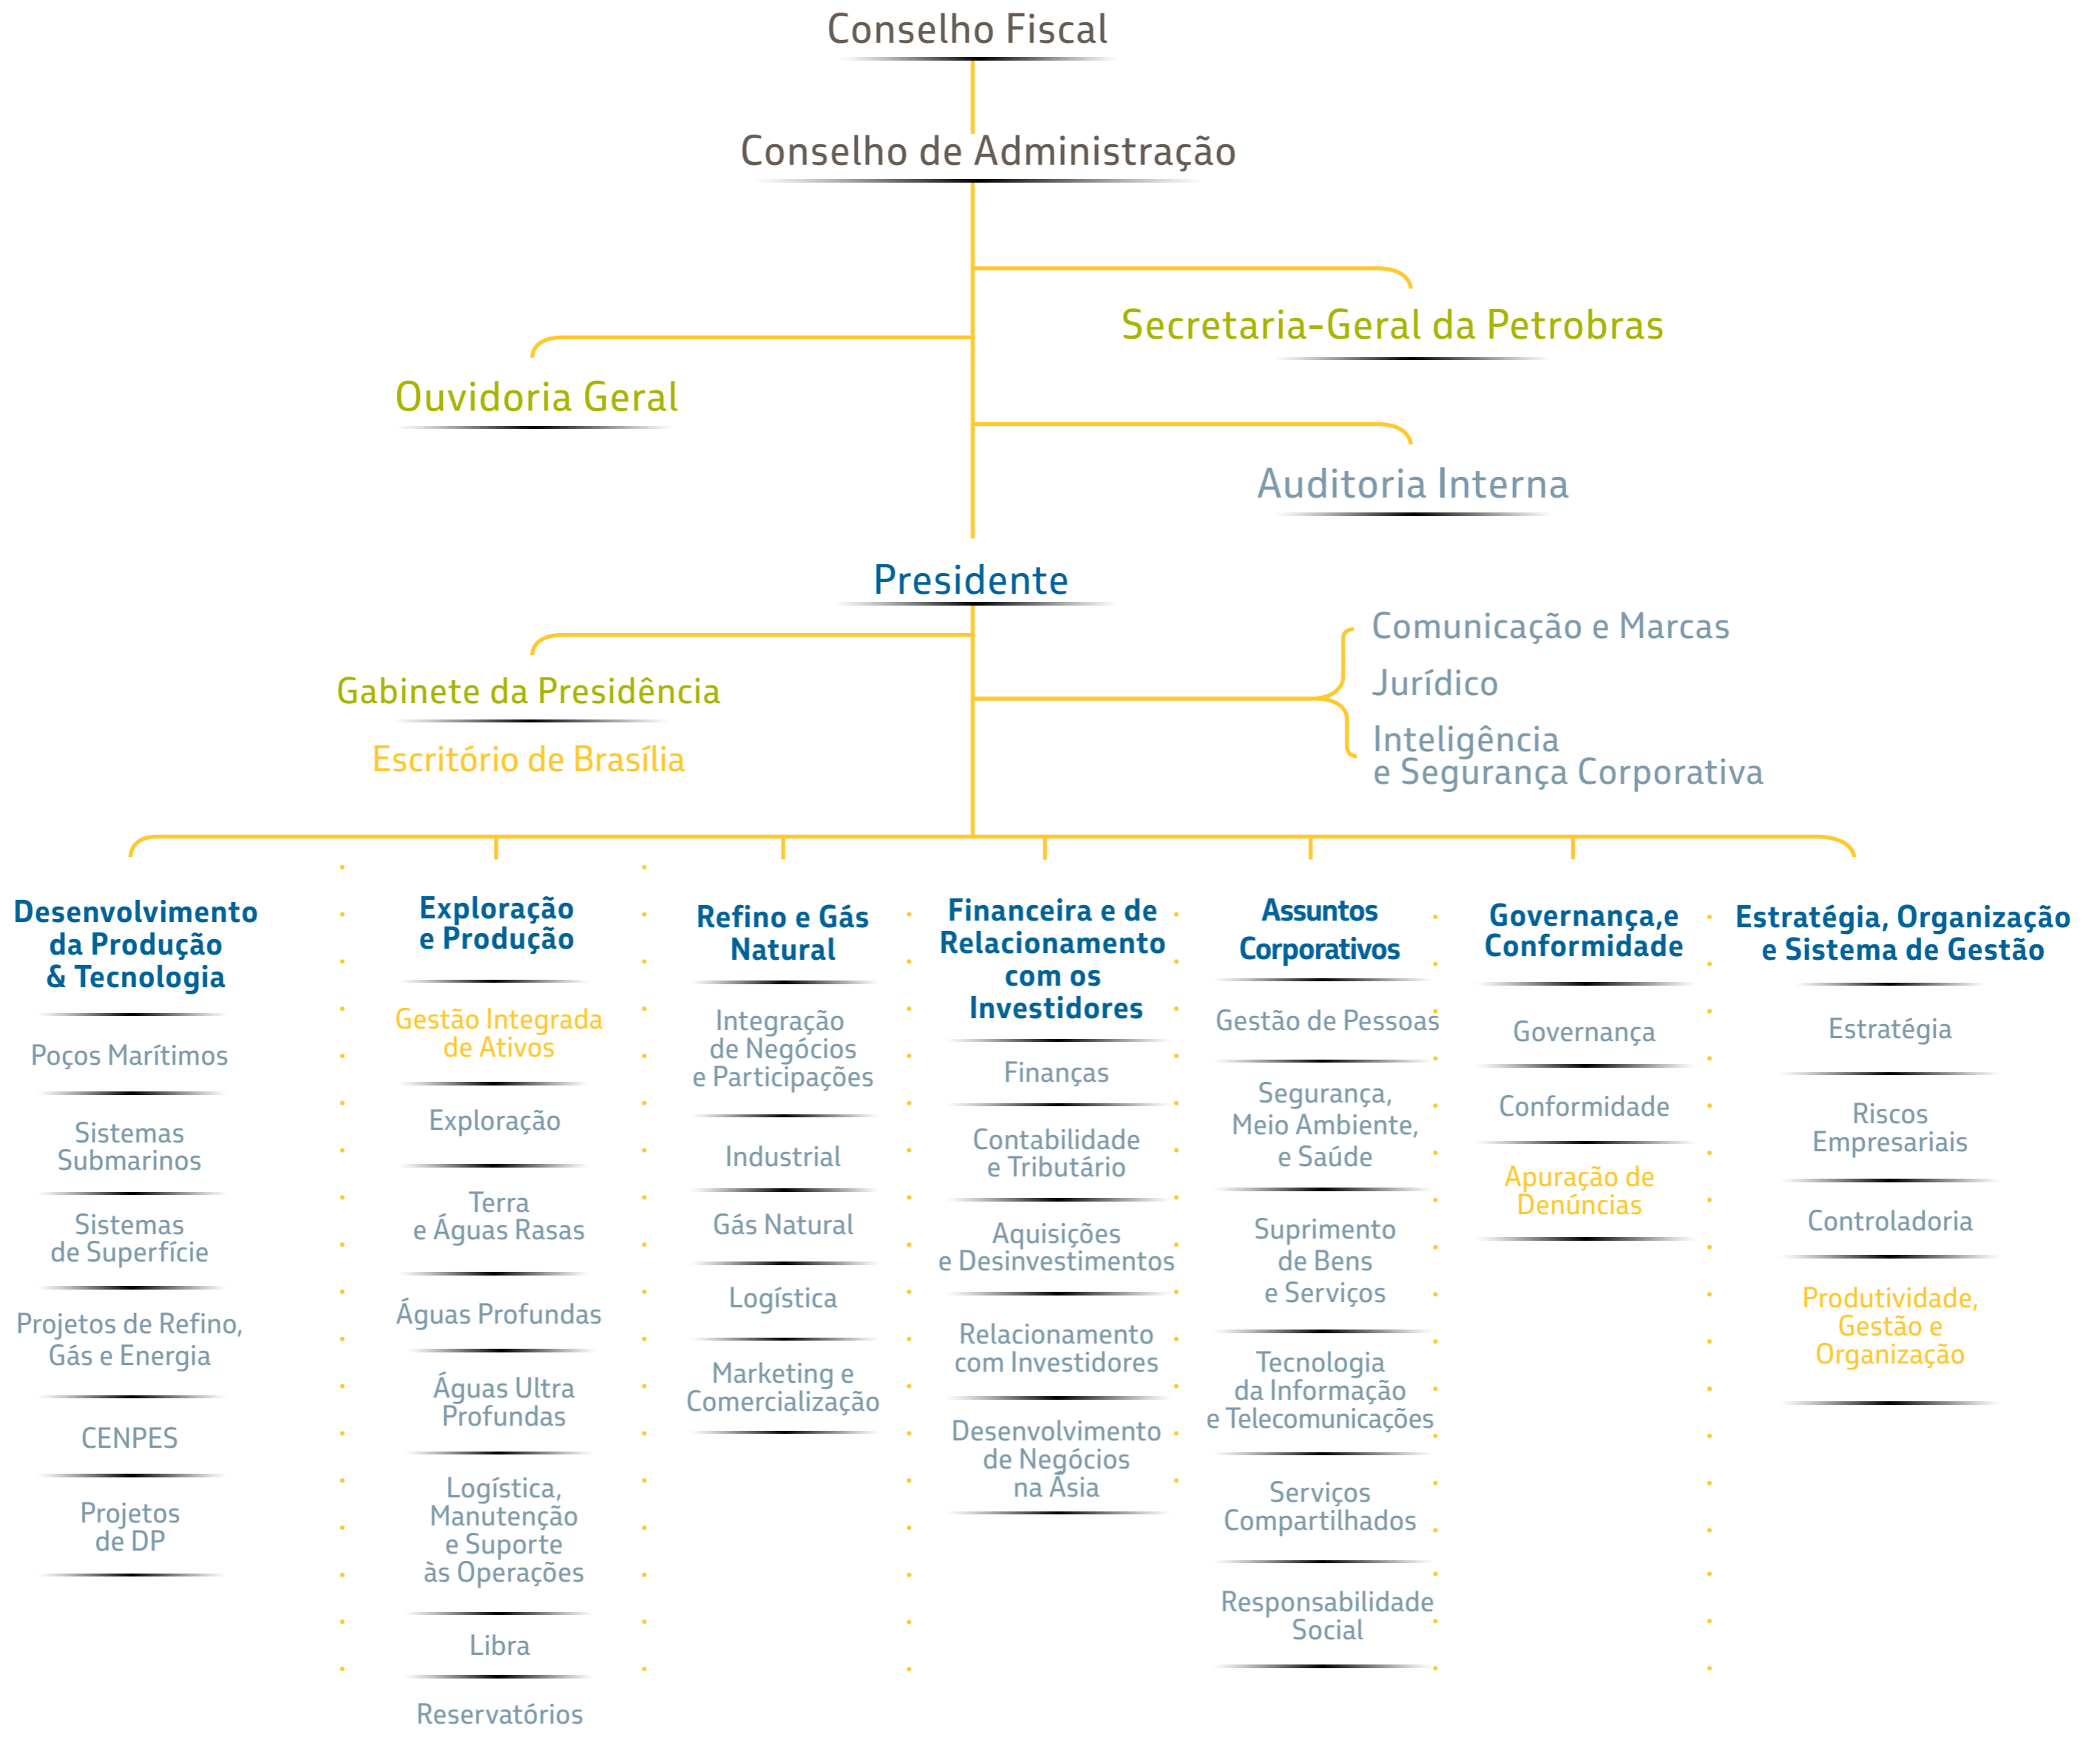 Conselho Fiscal
Conselho de Administração
Secretaria-Geral da Petrobras
Ouvidoria Geral
Auditoria Interna
Presidente
Gabinete da Presidência
Escritório de Brasília
Comunicação e Marcas
Jurídico
Inteligência
e Segurança Corporativa
Desenvolvimento
da Produção
& Tecnologia
Poços Marítimos
Sistemas
Submarinos
Sistemas
de Superfície
Projetos de Refino,
Gás e Energia
CENPES
Projetos
de DP
Exploração
e Produção
Gestão Integrada
de Ativos
Exploração
Terra
e Águas Rasas
Águas Profundas
Águas Ultra
Profundas
Logística,
Manutenção
e Suporte
às Operações
Libra
Reservatórios
Refino e Gás
Natural
Integração
de Negócios
e Participações
Industrial
Gás Natural
Logística
Marketing e
Comercialização
Financeira e de
Relacionamento
com os
Investidores
Finanças
Contabilidade
e Tributário
Aquisições
e Desinvestimentos
Relacionamento
com Investidores
Desenvolvimento
de Negócios
na Ásia
Assuntos
Corporativos
Gestão de Pessoas
Segurança,
Meio Ambiente,
e Saúde
Suprimento
de Bens
e Serviços
Tecnologia
da Informação
e Telecomunicações
Serviços
Compartilhados
Responsabilidade
Social
Governança,e
Conformidade
Governança
Conformidade
Apuração de
Denúncias
Estratégia, Organização
e Sistema de Gestão
Estratégia
Riscos
Empresariais
Controladoria
Produtividade,
Gestão e
Organização